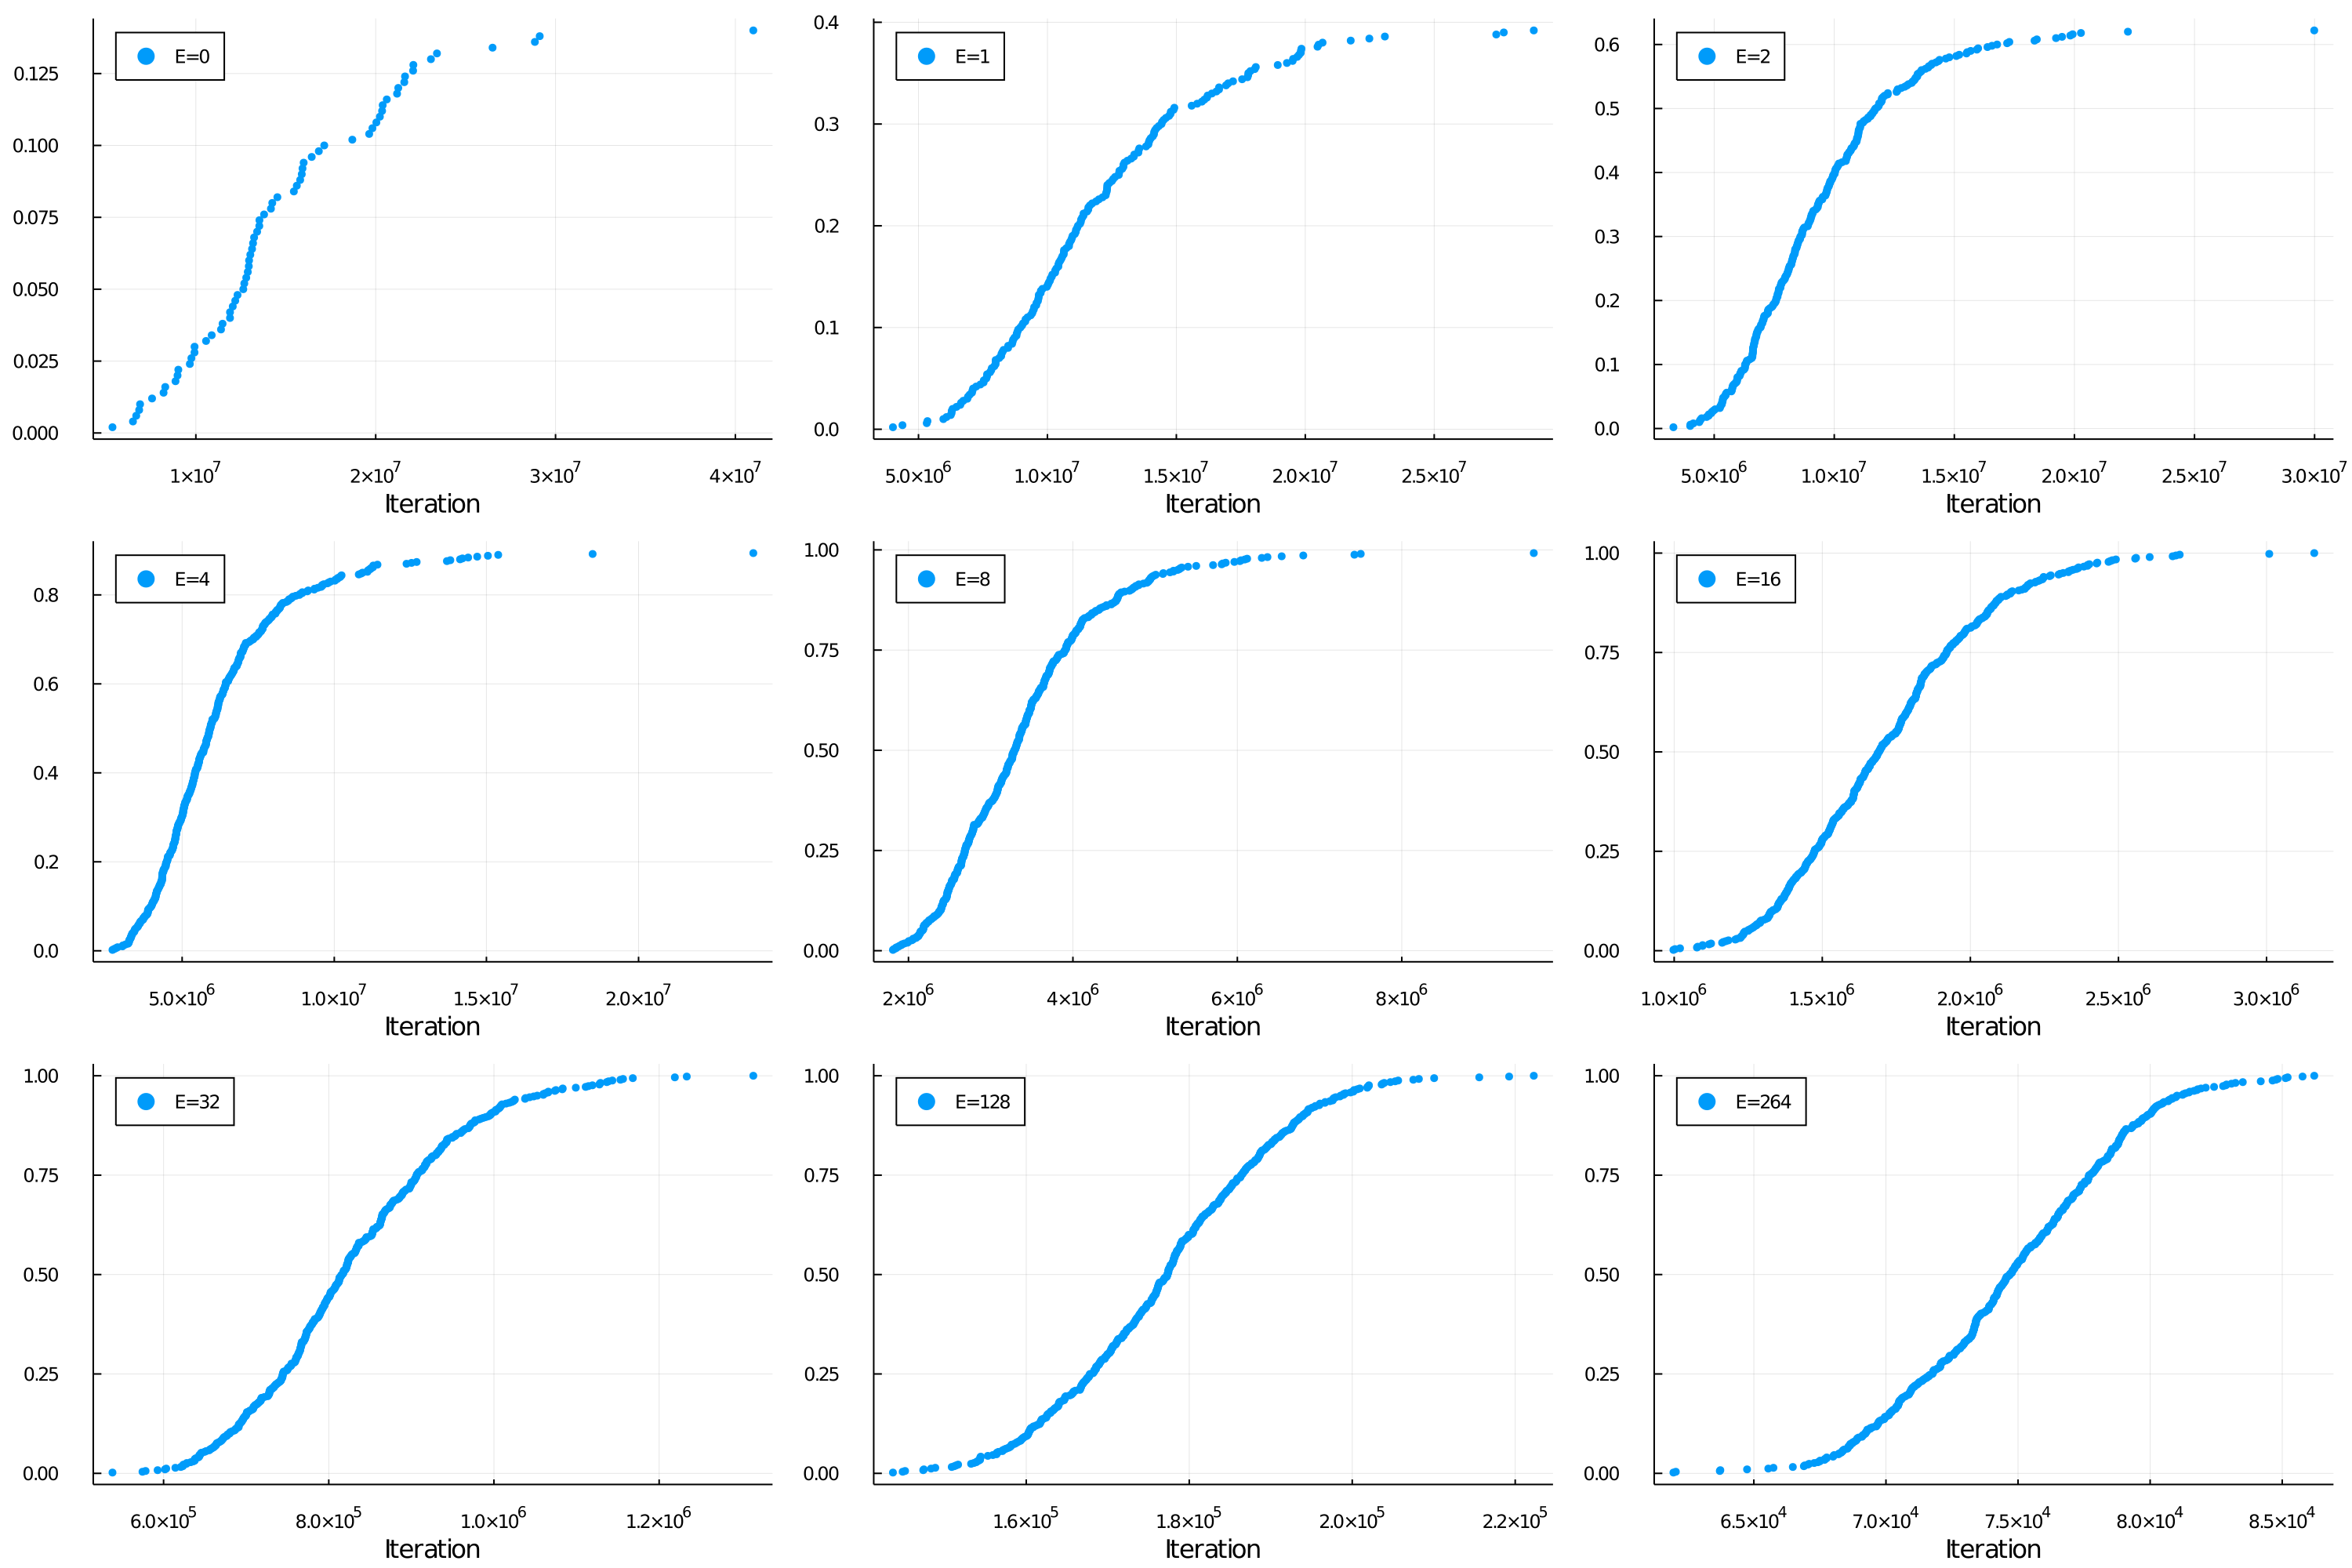 E=0
0.125
0.100
0.075
0.050
0.025
0.000
1×10⁷ 2×10⁷ 3×10⁷ 4×10⁷
Iteration
E=1
0.4
0.3
0.2
0.1
0.0
5.0×10⁶ 1.0×10⁷ 1.5×10⁷ 2.0×10⁷ 2.5×10⁷
Iteration
E=2
0.6
0.5
0.4
0.3
0.2
0.1
0.0
5.0×10⁶ 1.0×10⁷ 1.5×10⁷ 2.0×10⁷ 2.5×10⁷ 3.0×10⁷
Iteration
E=4
0.8
0.6
0.4
0.2
0.0
5.0×10⁶ 1.0×10⁷ 1.5×10⁷ 2.0×10⁷
Iteration
E=8
1.00
0.75
0.50
0.25
0.00
2×10⁶ 4×10⁶ 6×10⁶ 8×10⁶
Iteration
E=16
1.00
0.75
0.50
0.25
0.00
1.0×10⁶ 1.5×10⁶ 2.0×10⁶ 2.5×10⁶ 3.0×10⁶
Iteration
E=32
1.00
0.75
0.50
0.25
0.00
6.0×10⁵ 8.0×10⁵ 1.0×10⁶ 1.2×10⁶
Iteration
E=128
1.00
0.75
0.50
0.25
0.00
1.6×10⁵ 1.8×10⁵ 2.0×10⁵ 2.2×10⁵
Iteration
E=264
1.00
0.75
0.50
0.25
0.00
6.5×10⁴ 7.0×10⁴ 7.5×10⁴ 8.0×10⁴ 8.5×10⁴
Iteration